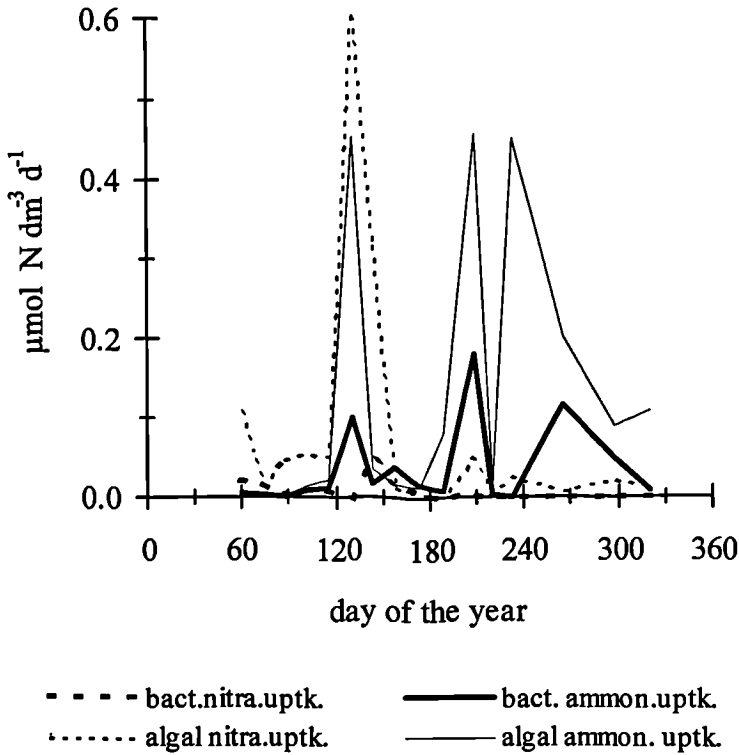 0.6
0.4
0.2
0.0
µmol N dm⁻³ d⁻¹
0 60 120 180 240 300 360
day of the year
bact.nitra.uptk. bact. ammon.uptk.
algal nitra.uptk. algal ammon. uptk.